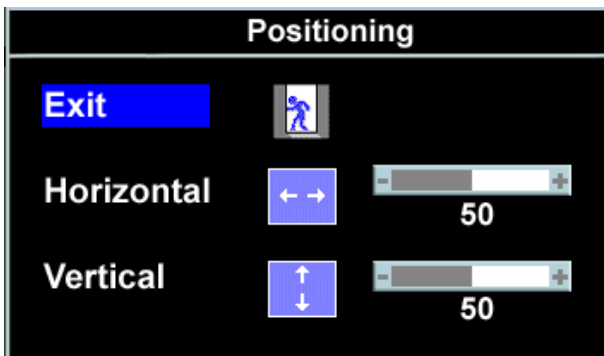 Positioning
Exit
Horizontal
- +
50
Vertical
- +
50